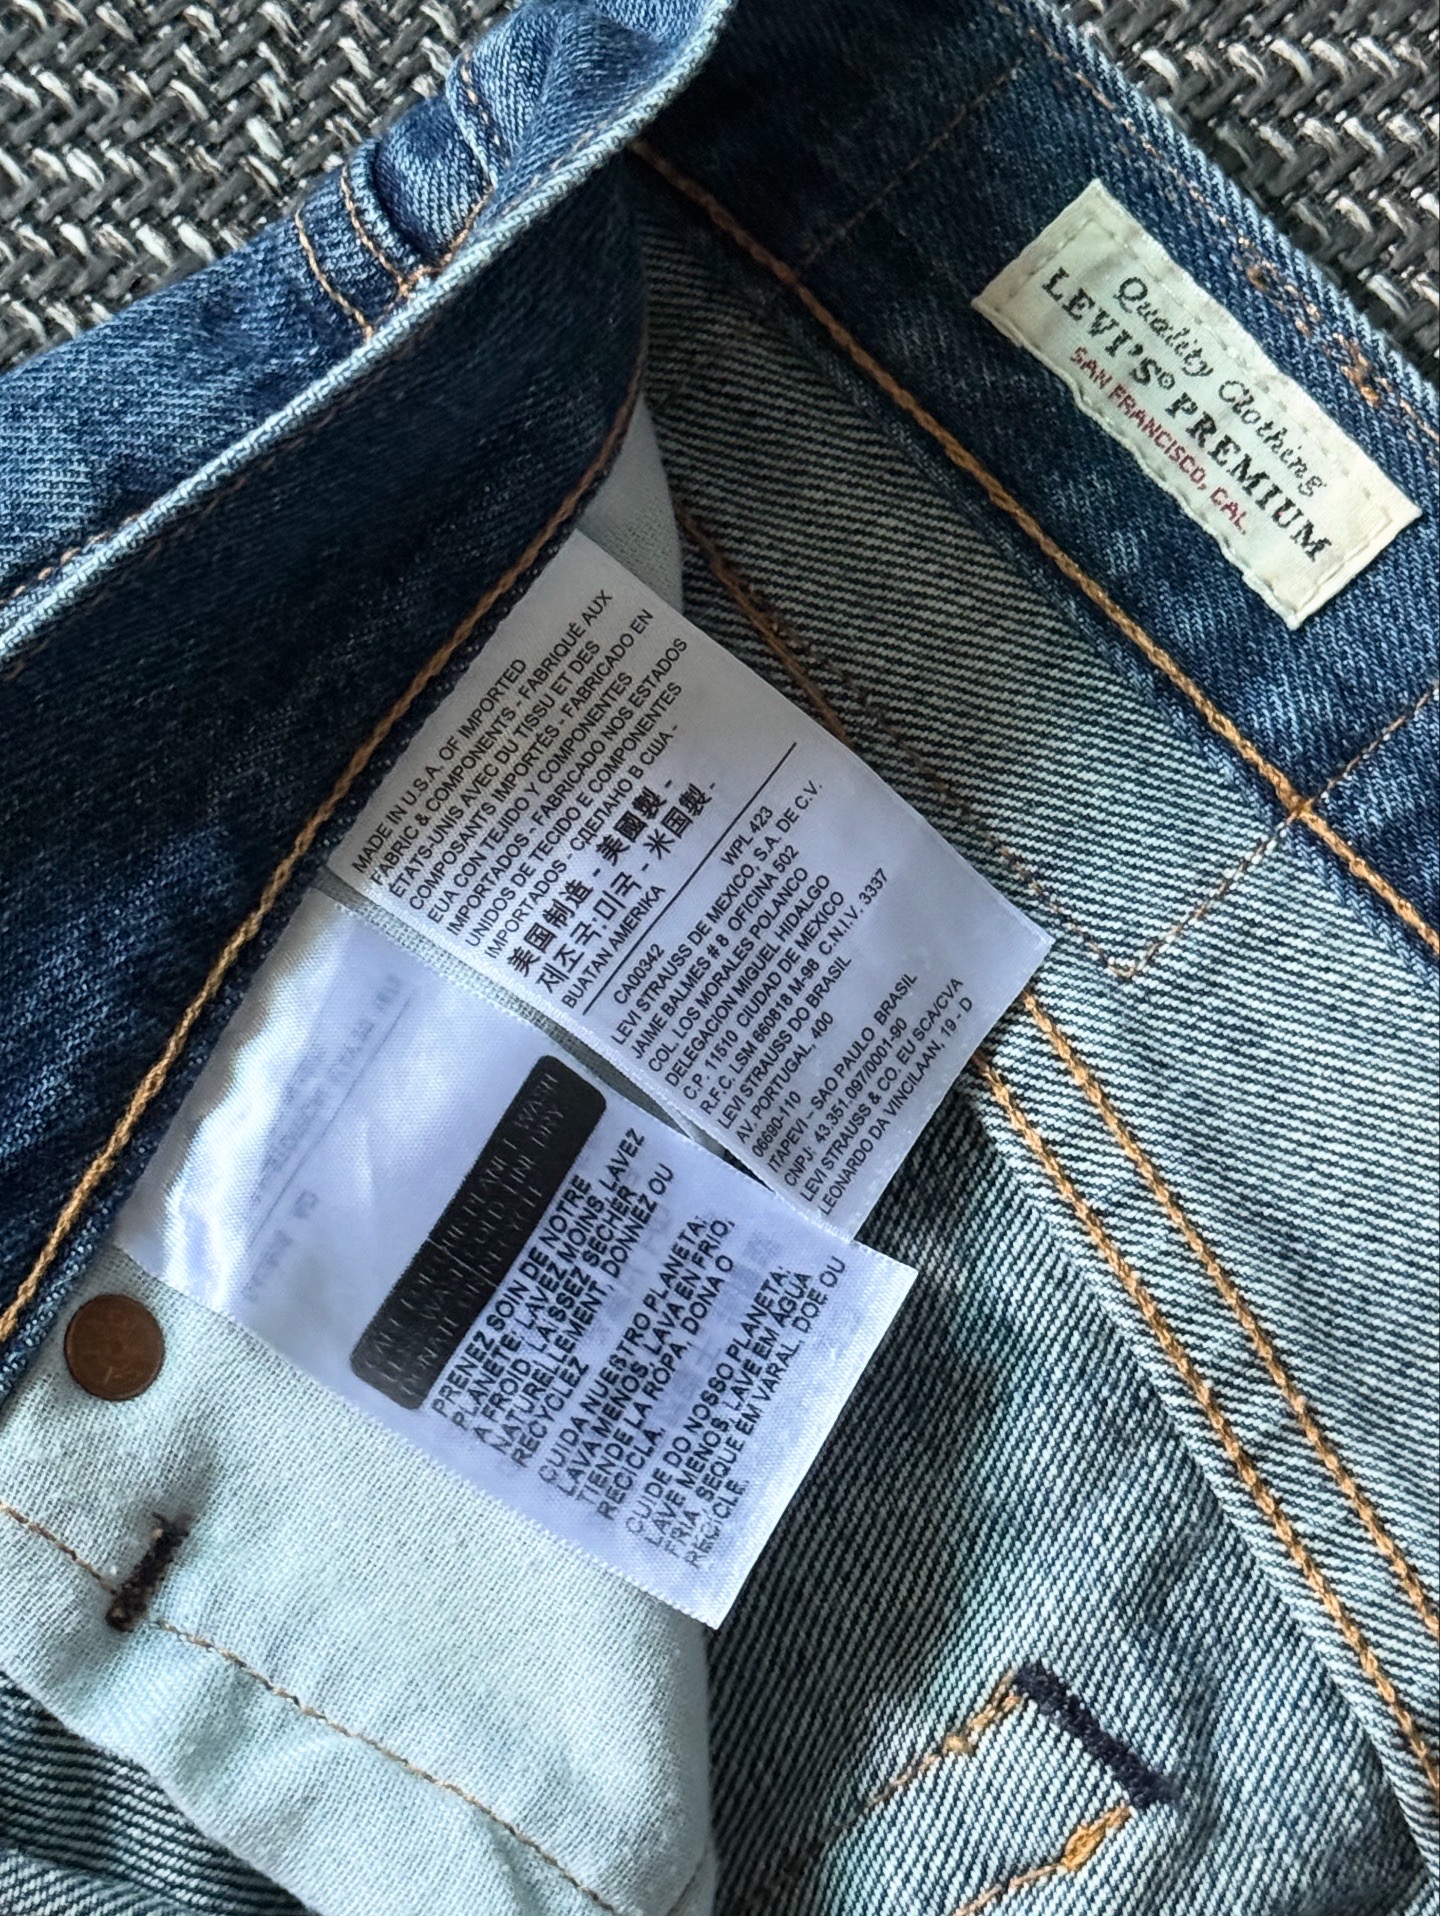 Quality Clothing
LEVI'S® PREMIUM
SAN FRANCISCO, CAL
MADE IN U.S.A. OF IMPORTED
FABRIC & COMPONENTS - FABRIQUÉ AUX
ÉTATS-UNIS AVEC DU TISSU ET DES
COMPOSANTS IMPORTÉS - FABRICADO EN
EUA CON TEJIDO Y COMPONENTES
IMPORTADOS - FABRICADO NOS ESTADOS
UNIDOS DE TECIDO E COMPONENTES
IMPORTADOS - СДЕЛАНО В США -
美国制造 - 美國製 -
제조국:미국 - 米国製 -
BUATAN AMERIKA
CA00342 WPL 423
LEVI STRAUSS DE MEXICO, S.A. DE C.V.
JAIME BALMES # 8 OFICINA 502
COL LOS MORALES POLANCO
DELEGACION MIGUEL HIDALGO
C.P. 11510 CIUDAD DE MEXICO
R.F.C. LSM 660818 M-98 C.N.I.V. 3337
LEVI STRAUSS DO BRASIL
AV. PORTUGAL 400
06690-110
ITAPEVI - SAO PAULO BRASIL
CNPJ: 43.351.097/0001-90
LEVI STRAUSS & CO. EU SCA/CVA
LEONARDO DA VINCILAAN, 19 - D
PRENEZ SOIN DE NOTRE
PLANÈTE: LAVEZ MOINS, LAVEZ
À FROID, LAISSEZ SÉCHER
NATURELLEMENT, DONNEZ OU
RECYCLEZ
CUIDA NUESTRO PLANETA:
LAVA MENOS, LAVA EN FRIO,
TIENDE LA ROPA, DONA O
RECICLA.
CUIDE DO NOSSO PLANETA:
LAVE MENOS, LAVE EM ÁGUA
FRIA, SEQUE EM VARAL, DOE OU
RECICLE.